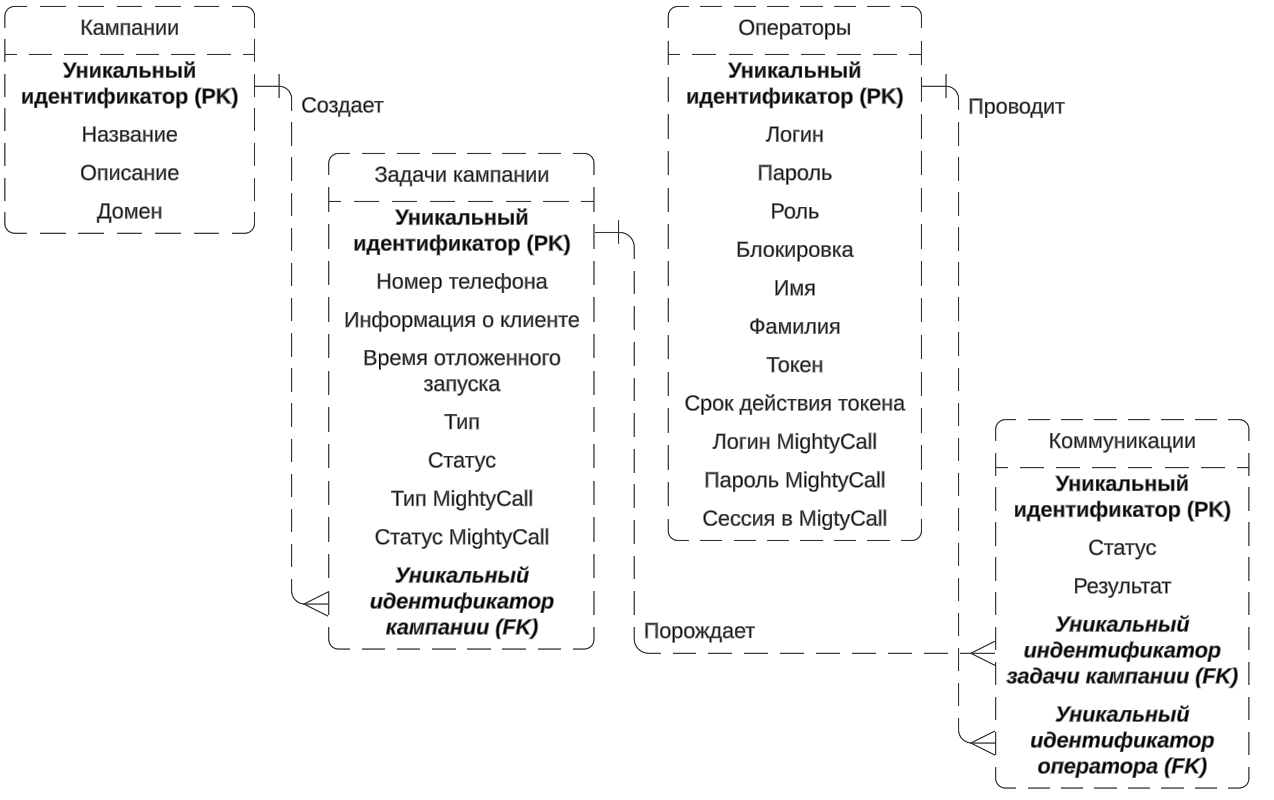 Кампании
Уникальный
идентификатор (PK)
Название
Описание
Домен
Создает
Задачи кампании
Уникальный
идентификатор (PK)
Номер телефона
Информация о клиенте
Время отложенного
запуска
Тип
Статус
Тип MightyCall
Статус MightyCall
Уникальный
идентификатор
кампании (FK)
Порождает
Операторы
Уникальный
идентификатор (PK)
Логин
Пароль
Роль
Блокировка
Имя
Фамилия
Токен
Срок действия токена
Логин MightyCall
Пароль MightyCall
Сессия в MigtyCall
Проводит
Коммуникации
Уникальный
идентификатор (PK)
Статус
Результат
Уникальный
индентификатор
задачи кампании (FK)
Уникальный
идентификатор
оператора (FK)